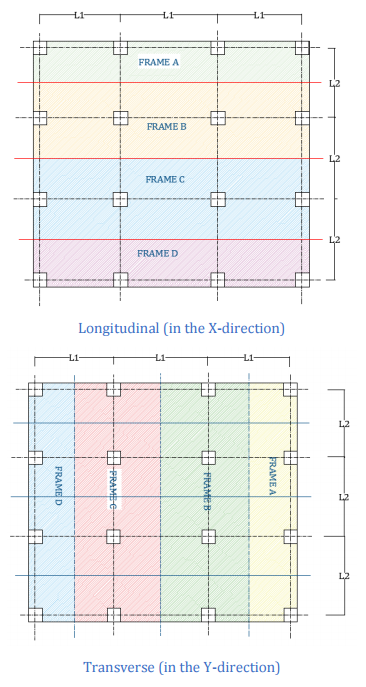 L1 L1 L1
FRAME A
L2
FRAME B
L2
FRAME C
L2
FRAME D
Longitudinal (in the X-direction)
L1 L1 L1
L2
FRAME D FRAME C FRAME B FRAME A
L2
L2
Transverse (in the Y-direction)